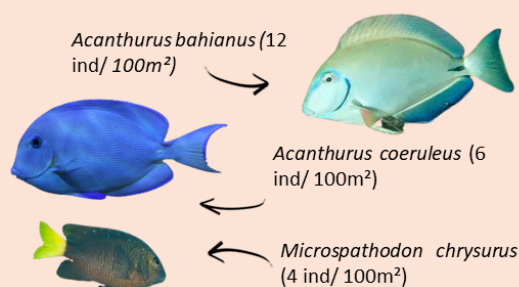 Acanthurus bahianus (12
ind/ 100m²)
Acanthurus coeruleus (6
ind/ 100m²)
Microspathodon chrysurus
(4 ind/ 100m²)